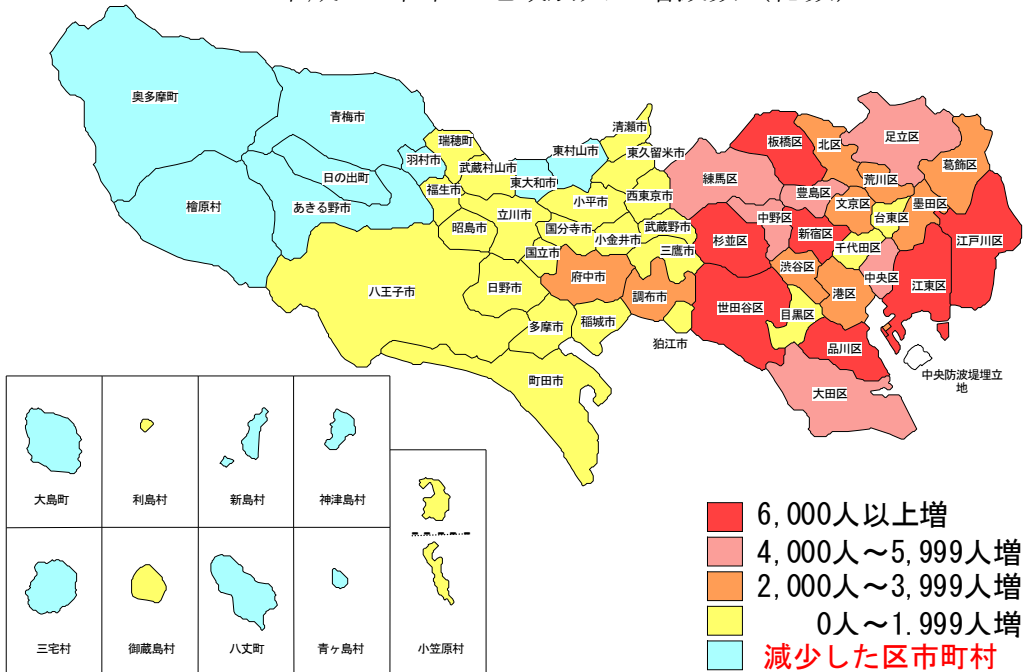 奥多摩町
青梅市
瑞穂町
羽村市
日の出町
檜原村
あきる野市
福生市
武蔵村山市
東大和市
東村山市
清瀬市
東久留米市
西東京市
小平市
立川市
昭島市
国分寺市
小金井市
武蔵野市
三鷹市
国立市
八王子市
日野市
府中市
調布市
多摩市
稲城市
狛江市
町田市
板橋区
北区
足立区
葛飾区
練馬区
豊島区
荒川区
文京区
墨田区
台東区
中野区
新宿区
千代田区
江戸川区
杉並区
渋谷区
中央区
江東区
港区
世田谷区
目黒区
品川区
大田区
中央防波堤埋立
地
大島町
利島村
新島村
神津島村
三宅村
御蔵島村
八丈町
青ヶ島村
小笠原村
6,000人以上増
4,000人～5,999人増
2,000人～3,999人増
0人～1.999人増
減少した区市町村